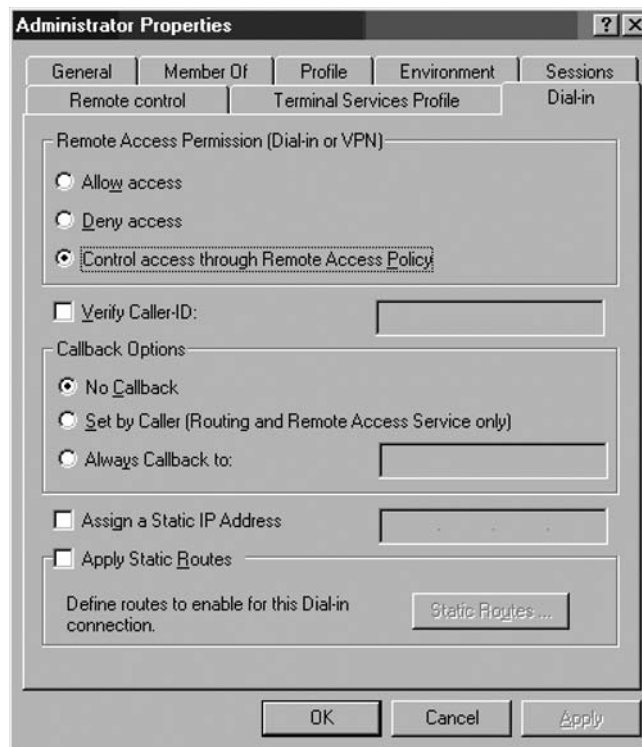 Administrator Properties
General Member Of Profile Environment Sessions
Remote control Terminal Services Profile Dial-in
Remote Access Permission (Dial-in or VPN)
Allow access
Deny access
Control access through Remote Access Policy
Verify Caller-ID:
Callback Options
No Callback
Set by Caller (Routing and Remote Access Service only)
Always Callback to:
Assign a Static IP Address
Apply Static Routes
Define routes to enable for this Dial-in
connection.
Static Routes ...
OK Cancel Apply